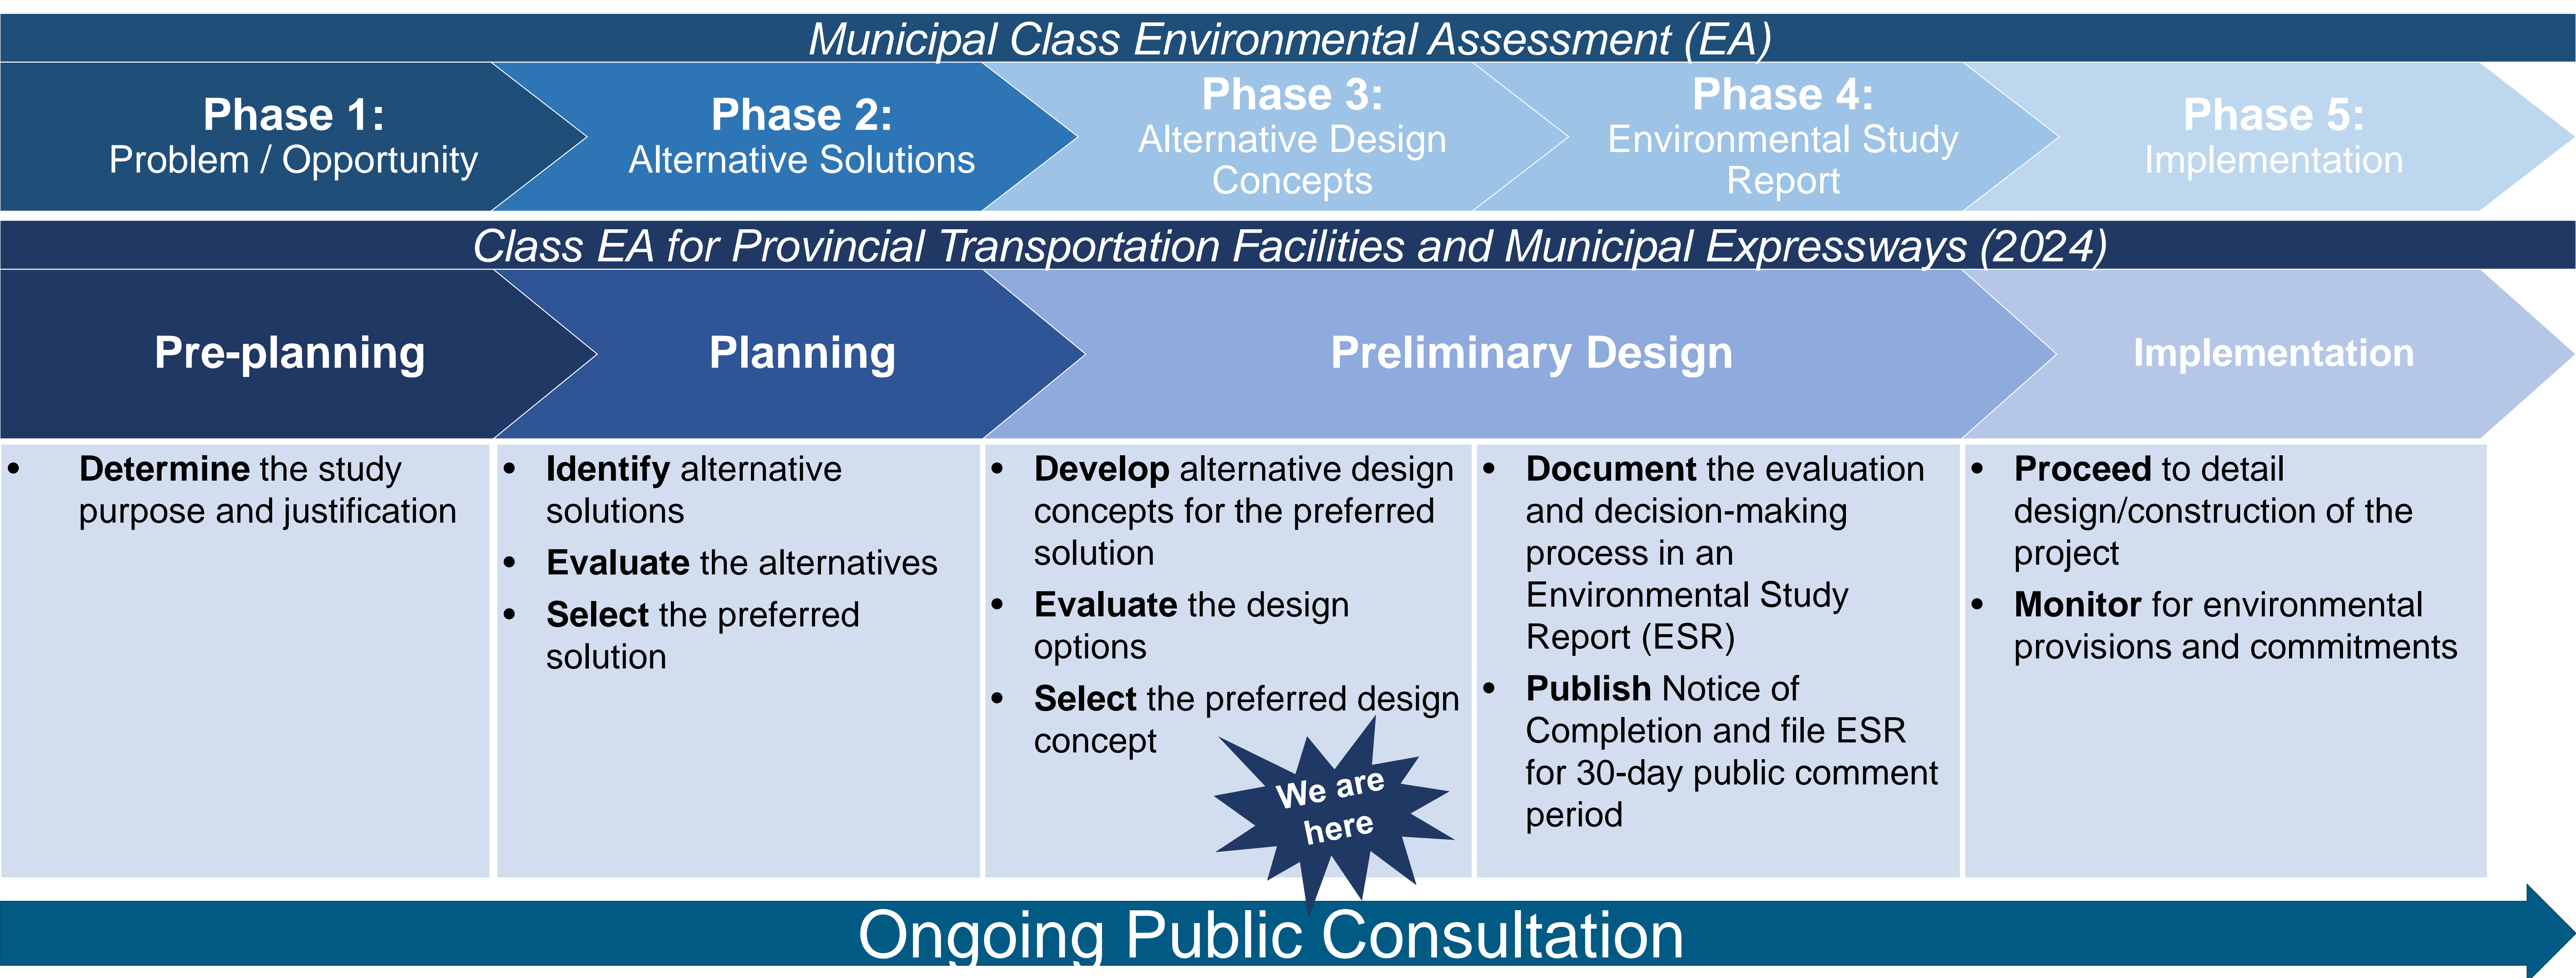 Municipal Class Environmental Assessment (EA)
Phase 1:
Problem / Opportunity
Phase 2:
Alternative Solutions
Phase 3:
Alternative Design
Concepts
Phase 4:
Environmental Study
Report
Phase 5:
Implementation
Class EA for Provincial Transportation Facilities and Municipal Expressways (2024)
Pre-planning
Planning
Preliminary Design
Implementation
• Determine the study
purpose and justification
• Identify alternative
solutions
• Evaluate the alternatives
• Select the preferred
solution
• Develop alternative design
concepts for the preferred
solution
• Evaluate the design
options
• Select the preferred design
concept
We are
here
• Document the evaluation
and decision-making
process in an
Environmental Study
Report (ESR)
• Publish Notice of
Completion and file ESR
for 30-day public comment
period
• Proceed to detail
design/construction of the
project
• Monitor for environmental
provisions and commitments
Ongoing Public Consultation